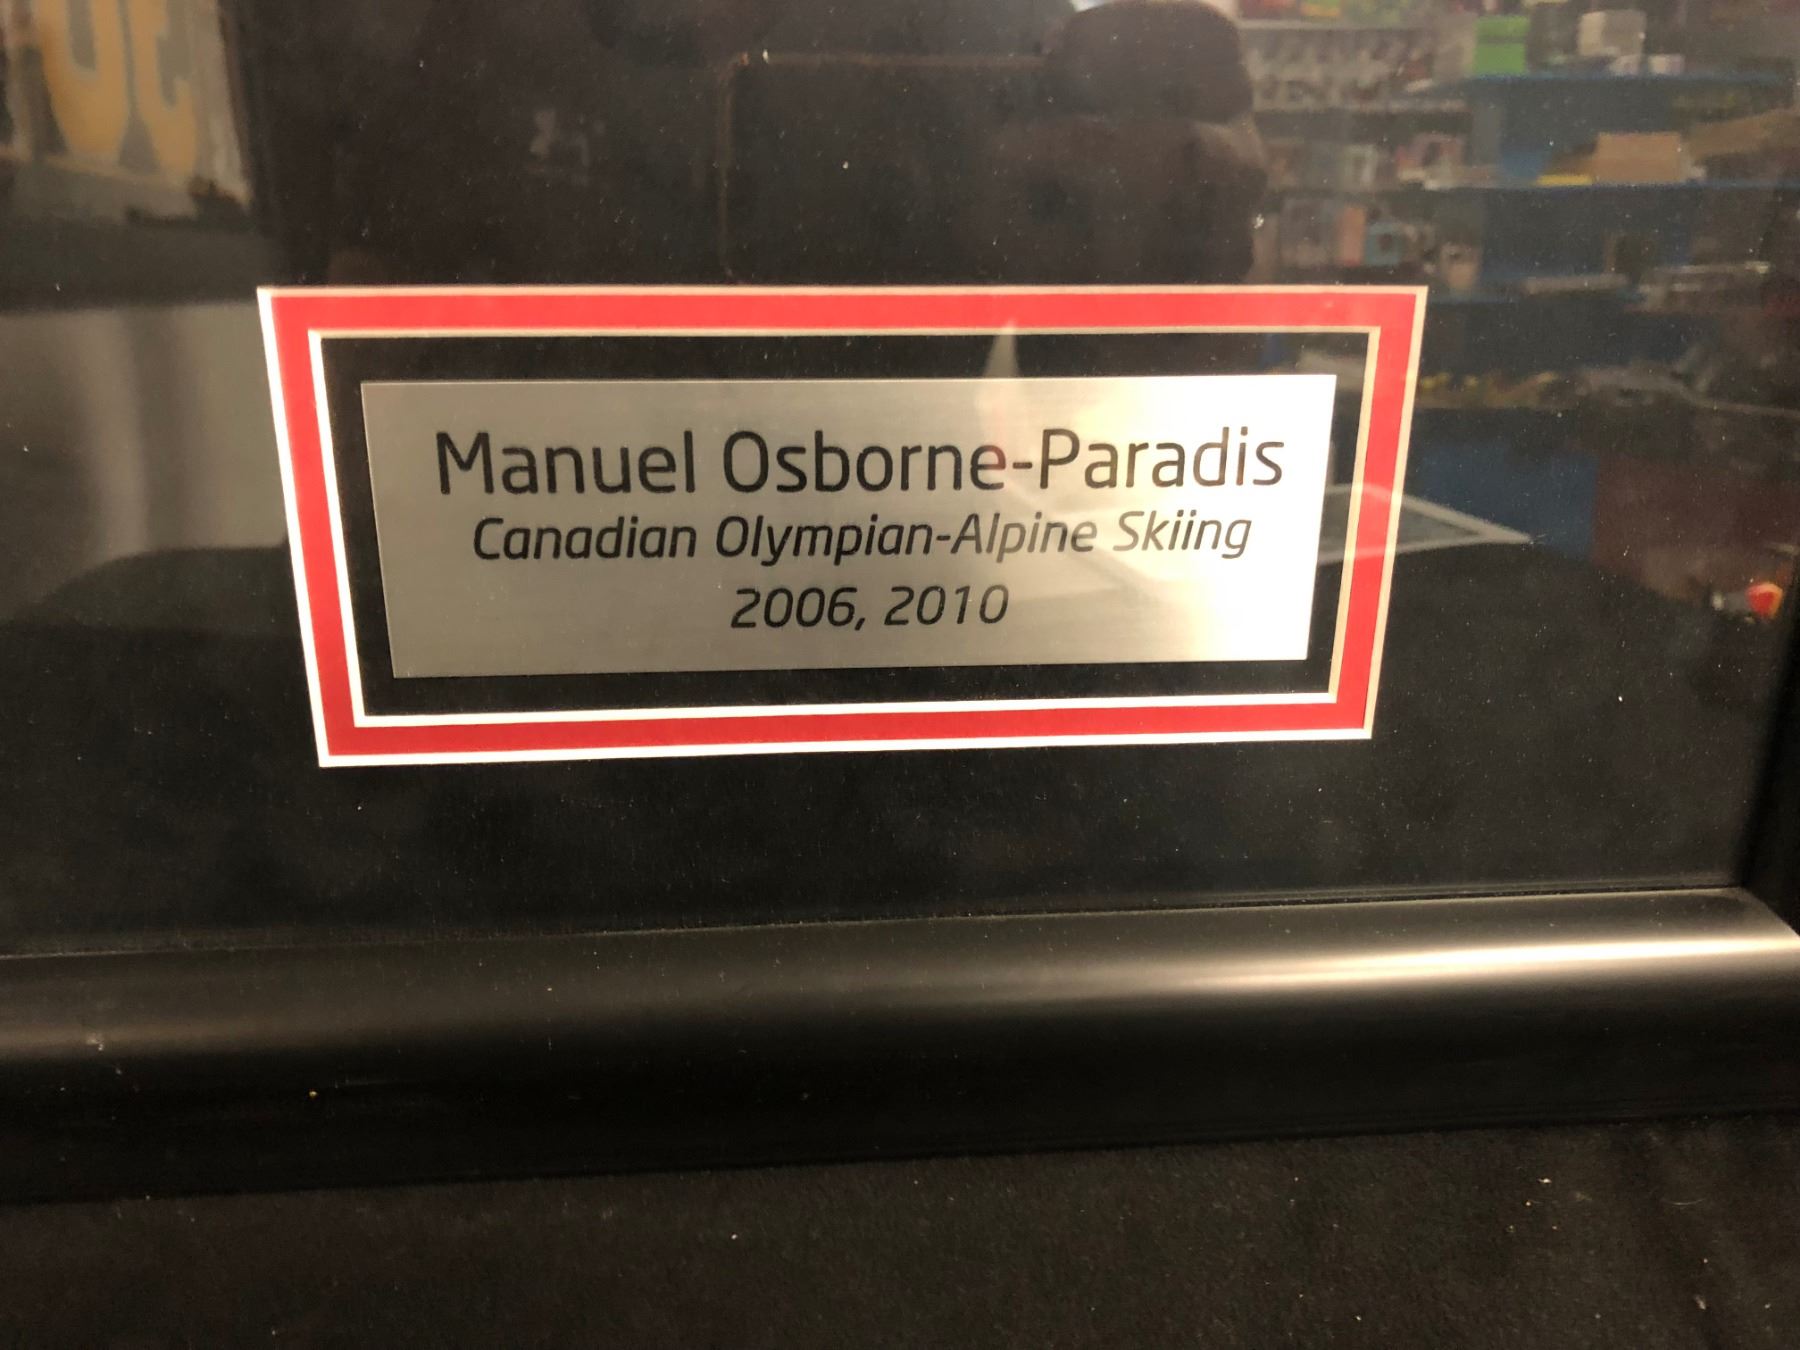 Manuel Osborne-Paradis
Canadian Olympian-Alpine Skiing
2006, 2010